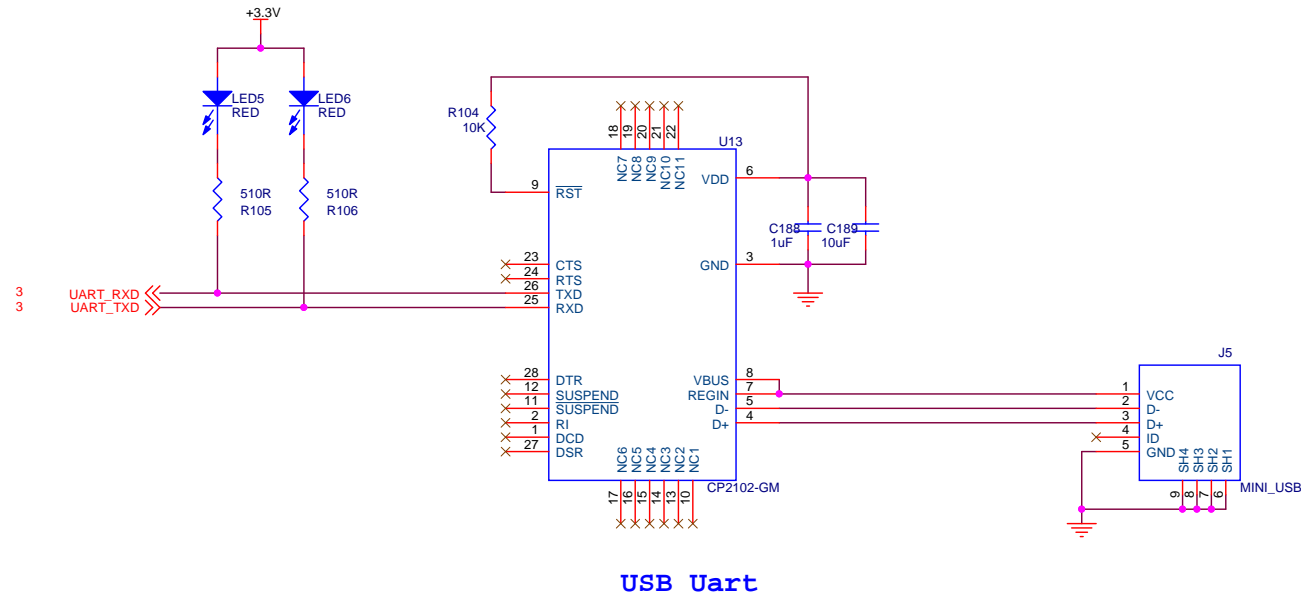 +3.3V
LED5
RED
LED6
RED
510R
R105
510R
R106
R104
10K
U13
18
19
20
21
22
NC7
NC8
NC9
NC10
NC11
9
RST
VDD
6
C188
1uF
C189
10uF
GND
3
23
CTS
24
RTS
26
TXD
25
RXD
3
UART_RXD
3
UART_TXD
28
DTR
12
SUSPEND
11
SUSPEND
2
RI
1
DCD
27
DSR
VBUS
8
REGIN
7
D-
5
D+
4
NC6
NC5
NC4
NC3
NC2
NC1
17
16
15
14
13
10
CP2102-GM
J5
1
VCC
2
D-
3
D+
4
ID
5
GND
SH4
SH3
SH2
SH1
9
8
7
6
MINI_USB
USB Uart